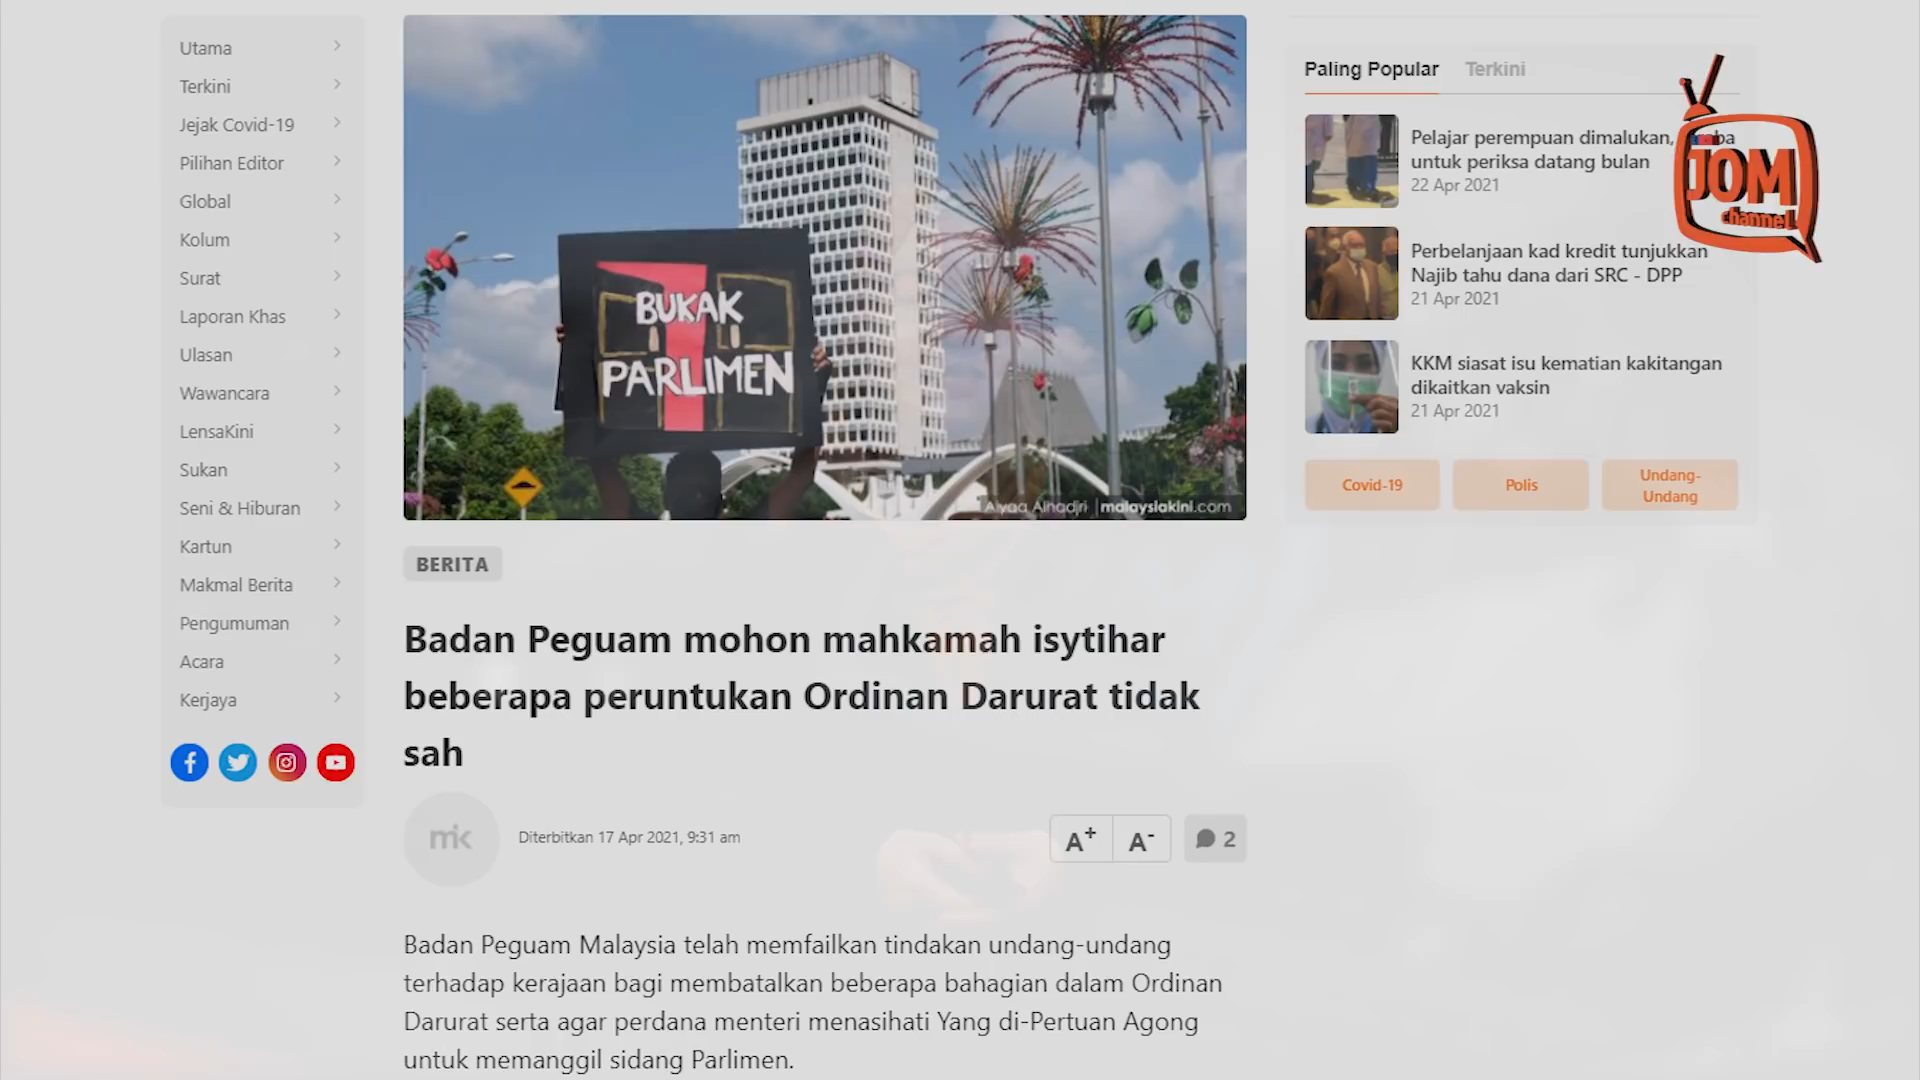 Utama
Terkini
Jejak Covid-19
Pilihan Editor
Global
Kolum
Surat
Laporan Khas
Ulasan
Wawancara
LensaKini
Sukan
Seni & Hiburan
Kartun
Makmal Berita
Pengumuman
Acara
Kerjaya
BUKAK
PARLIMEN
Aiyaa Alhadjri | malaysiakini.com
BERITA
Badan Peguam mohon mahkamah isytihar
beberapa peruntukan Ordinan Darurat tidak
sah
mk
Diterbitkan 17 Apr 2021, 9:31 am
A+ A- 2
Badan Peguam Malaysia telah memfailkan tindakan undang-undang
terhadap kerajaan bagi membatalkan beberapa bahagian dalam Ordinan
Darurat serta agar perdana menteri menasihati Yang di-Pertuan Agong
untuk memanggil sidang Parlimen.
Paling Popular Terkini
Pelajar perempuan dimalukan,
untuk periksa datang bulan
22 Apr 2021
Perbelanjaan kad kredit tunjukkan
Najib tahu dana dari SRC - DPP
21 Apr 2021
KKM siasat isu kematian kakitangan
dikaitkan vaksin
21 Apr 2021
Covid-19
Polis
Undang-
Undang
JOM
channel